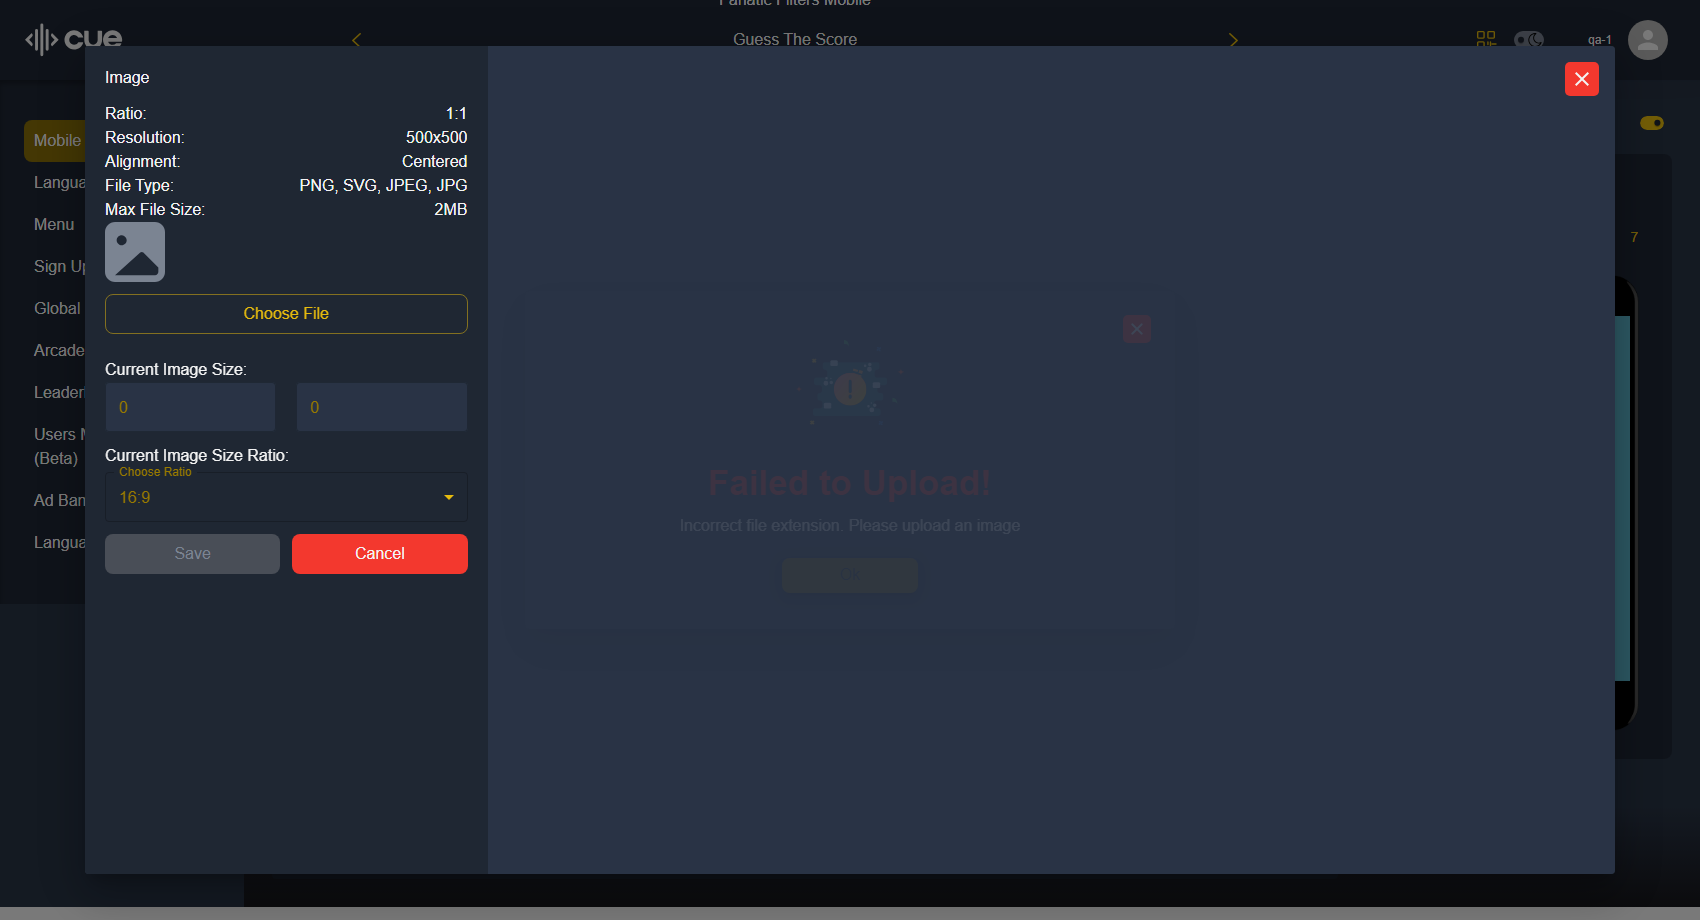 Fanatic Filters Mobile
cue
Guess The Score
qa-1
Image
Ratio: 1:1
Resolution: 500x500
Alignment: Centered
File Type: PNG, SVG, JPEG, JPG
Max File Size: 2MB
Choose File
Current Image Size:
0 0
Current Image Size Ratio:
Choose Ratio
16:9
Save Cancel
Mobile
Langua
Menu
Sign Up
Global
Arcade
Leader
Users
(Beta)
Ad Ban
Langua
7
Failed to Upload!
Incorrect file extension. Please upload an image